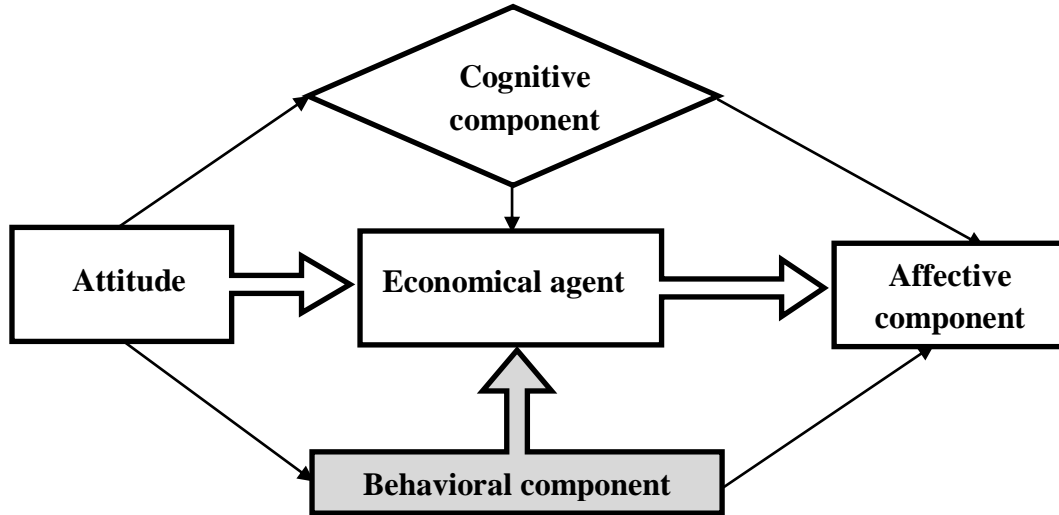 Cognitive
component
Attitude
Economical agent
Affective
component
Behavioral component